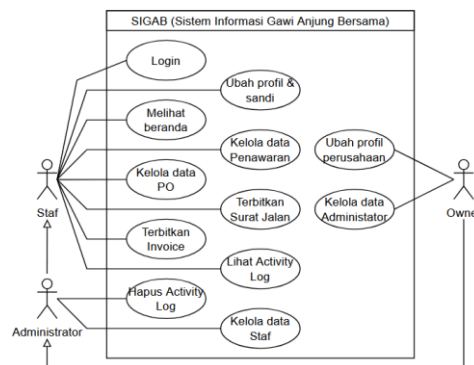 SIGAB (Sistem Informasi Gawi Anjung Bersama)
Login
Ubah profil &
sandi
Melihat
beranda
Kelola data
Penawaran
Ubah profil
perusahaan
Kelola data
PO
Terbitkan
Surat Jalan
Kelola data
Administator
Staf
Owne
Terbitkan
Invoice
Lihat Activity
Log
Hapus Activity
Log
Administrator
Kelola data
Staf